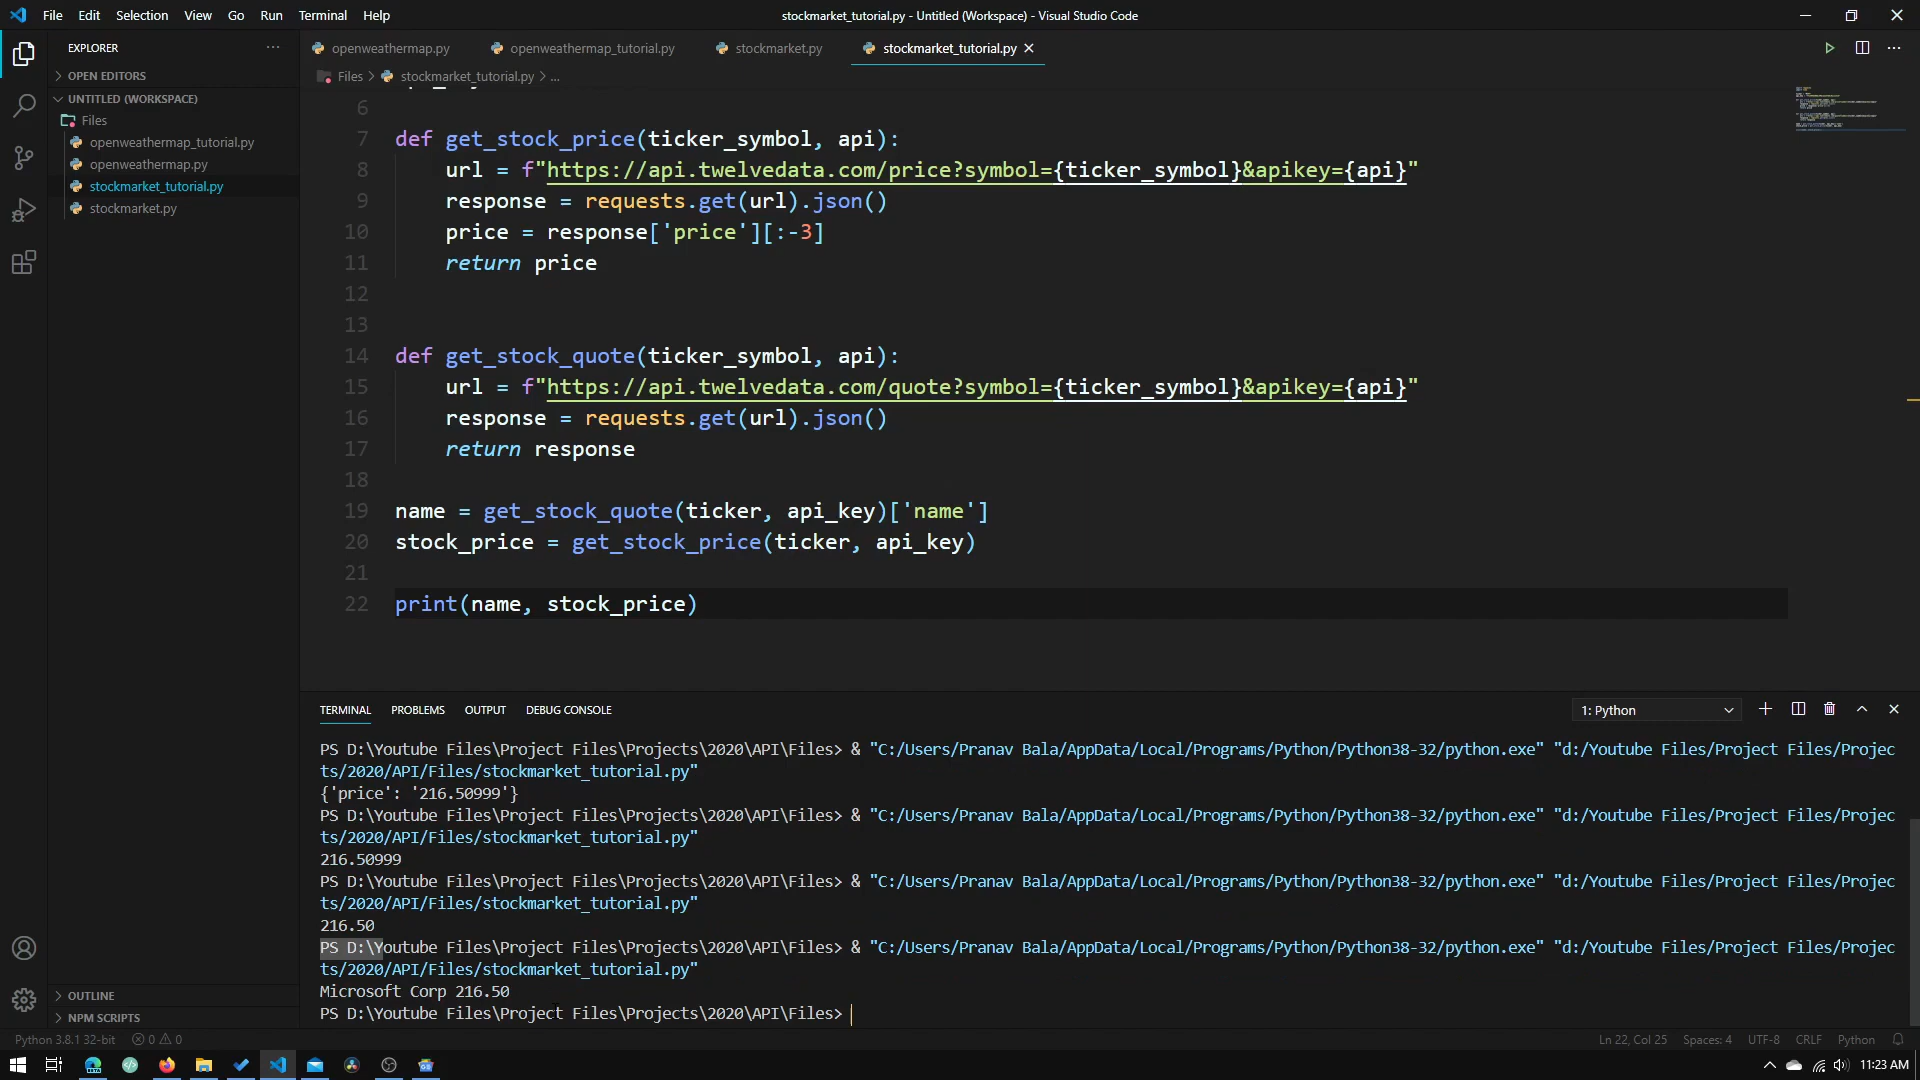 File Edit Selection View Go Run Terminal Help
stockmarket_tutorial.py - Untitled (Workspace) - Visual Studio Code
EXPLORER
OPEN EDITORS
UNTITLED (WORKSPACE)
Files
openweathermap_tutorial.py
openweathermap.py
stockmarket_tutorial.py
stockmarket.py
OUTLINE
NPM SCRIPTS
openweathermap.py openweathermap_tutorial.py stockmarket.py stockmarket_tutorial.py
Files > stockmarket_tutorial.py > ...
6
7 def get_stock_price(ticker_symbol, api):
8 url = f"https://api.twelvedata.com/price?symbol={ticker_symbol}&apikey={api}"
9 response = requests.get(url).json()
10 price = response['price'][:-3]
11 return price
12
13
14 def get_stock_quote(ticker_symbol, api):
15 url = f"https://api.twelvedata.com/quote?symbol={ticker_symbol}&apikey={api}"
16 response = requests.get(url).json()
17 return response
18
19 name = get_stock_quote(ticker, api_key)['name']
20 stock_price = get_stock_price(ticker, api_key)
21
22 print(name, stock_price)
TERMINAL PROBLEMS OUTPUT DEBUG CONSOLE
1: Python
PS D:\Youtube Files\Project Files\Projects\2020\API\Files> & "C:/Users/Pranav Bala/AppData/Local/Programs/Python/Python38-32/python.exe" "d:/Youtube Files/Project Files/Projec
ts/2020/API/Files/stockmarket_tutorial.py"
{'price': '216.50999'}
PS D:\Youtube Files\Project Files\Projects\2020\API\Files> & "C:/Users/Pranav Bala/AppData/Local/Programs/Python/Python38-32/python.exe" "d:/Youtube Files/Project Files/Projec
ts/2020/API/Files/stockmarket_tutorial.py"
216.50999
PS D:\Youtube Files\Project Files\Projects\2020\API\Files> & "C:/Users/Pranav Bala/AppData/Local/Programs/Python/Python38-32/python.exe" "d:/Youtube Files/Project Files/Projec
ts/2020/API/Files/stockmarket_tutorial.py"
216.50
PS D:\Youtube Files\Project Files\Projects\2020\API\Files> & "C:/Users/Pranav Bala/AppData/Local/Programs/Python/Python38-32/python.exe" "d:/Youtube Files/Project Files/Projec
ts/2020/API/Files/stockmarket_tutorial.py"
Microsoft Corp 216.50
PS D:\Youtube Files\Project Files\Projects\2020\API\Files>
Python 3.8.1 32-bit 0 0 Ln 22, Col 25 Spaces: 4 UTF-8 CRLF Python
11:23 AM